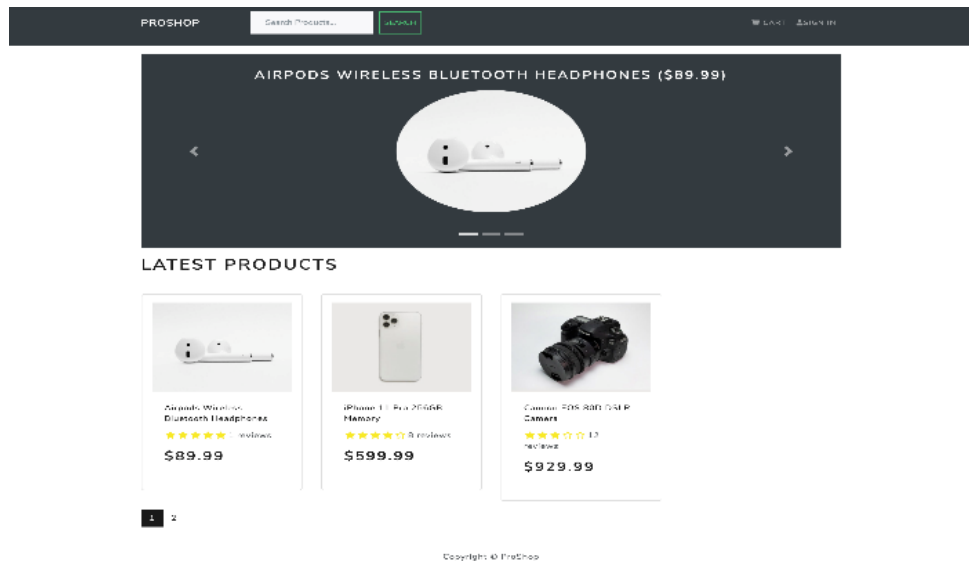 PROSHOP
Search Products...
SEARCH
CART
SIGN IN
AIRPODS WIRELESS BLUETOOTH HEADPHONES ($89.99)
LATEST PRODUCTS
Airpods Wireless
Bluetooth Headphones
1 reviews
$89.99
iPhone 11 Pro 256GB
Memory
8 reviews
$599.99
Cannon EOS 80D DSLR
Camera
12
reviews
$929.99
1 2
Copyright © ProShop